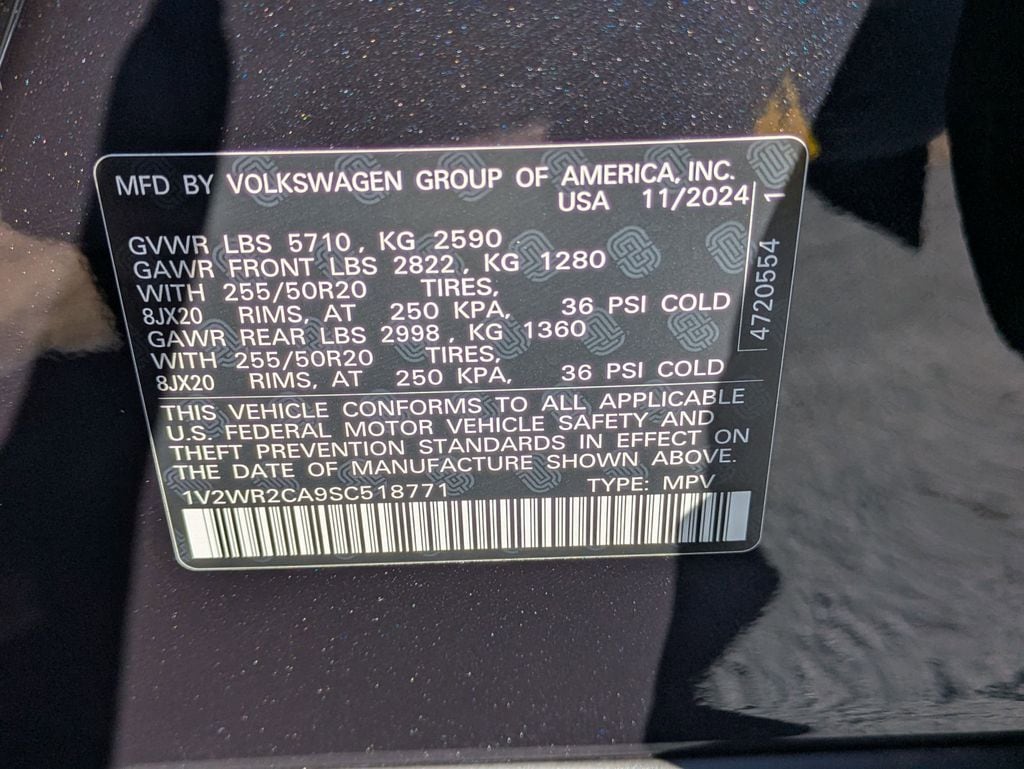 MFD BY VOLKSWAGEN GROUP OF AMERICA, INC.
USA 11/2024
GVWR LBS 5710, KG 2590
GAWR FRONT LBS 2822, KG 1280
WITH 255/50R20 TIRES,
8JX20 RIMS, AT 250 KPA, 36 PSI COLD
GAWR REAR LBS 2998, KG 1360
WITH 255/50R20 TIRES,
8JX20 RIMS, AT 250 KPA, 36 PSI COLD
THIS VEHICLE CONFORMS TO ALL APPLICABLE
U.S. FEDERAL MOTOR VEHICLE SAFETY AND
THEFT PREVENTION STANDARDS IN EFFECT ON
THE DATE OF MANUFACTURE SHOWN ABOVE.
1V2WR2CA9SC518771 TYPE: MPV
4720554 1